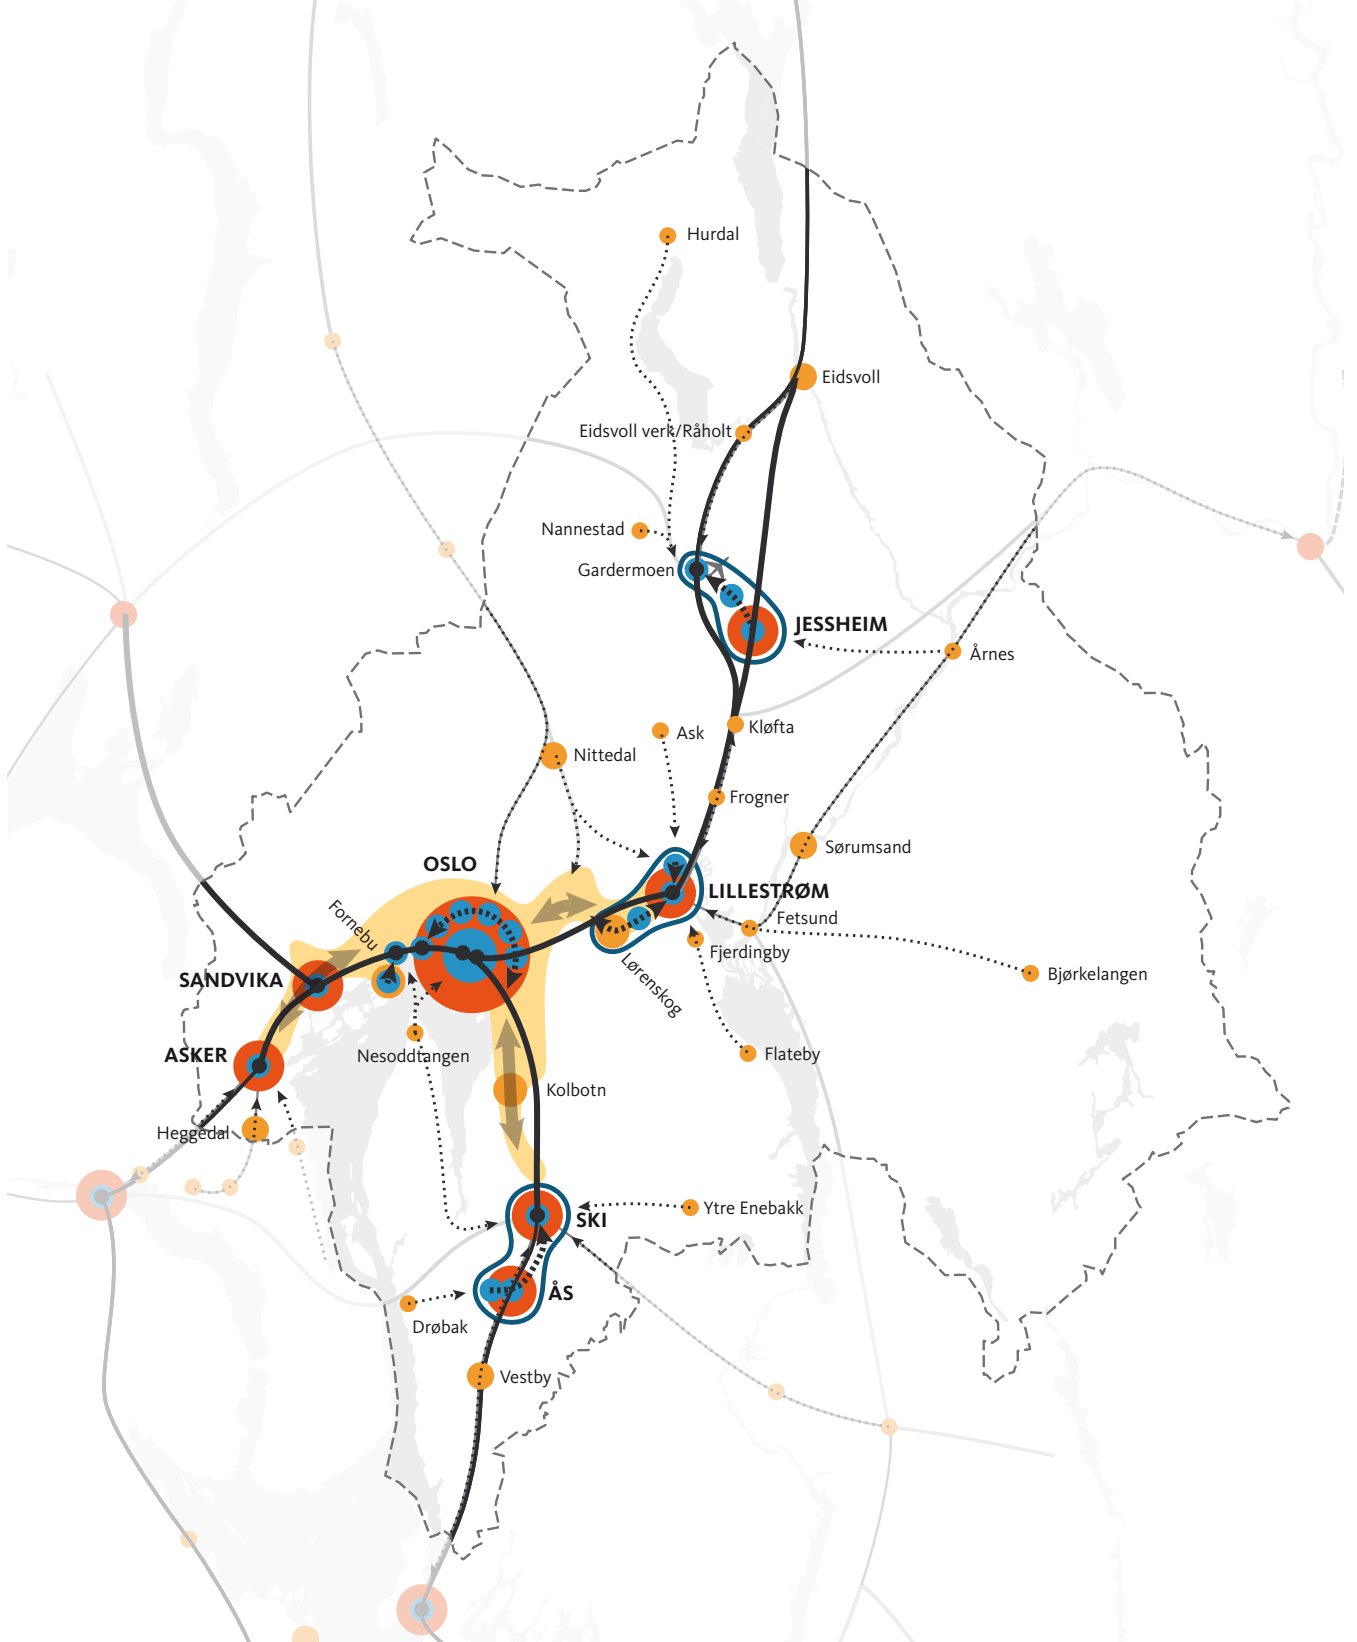 Hurdal
Eidsvoll
Eidsvoll verk/Råholt
Nannestad
Gardermoen
JESSHEIM
Årnes
Ask
Kløfta
Nittedal
Frogner
Sørumsand
OSLO
LILLESTRØM
Fornebu
Fetsund
Fjerdingby
SANDVIKA
Lørenskog
Bjørkelangen
ASKER
Nesoddtangen
Flateby
Kolbotn
Heggedal
Ytre Enebakk
SKI
ÅS
Drøbak
Vestby